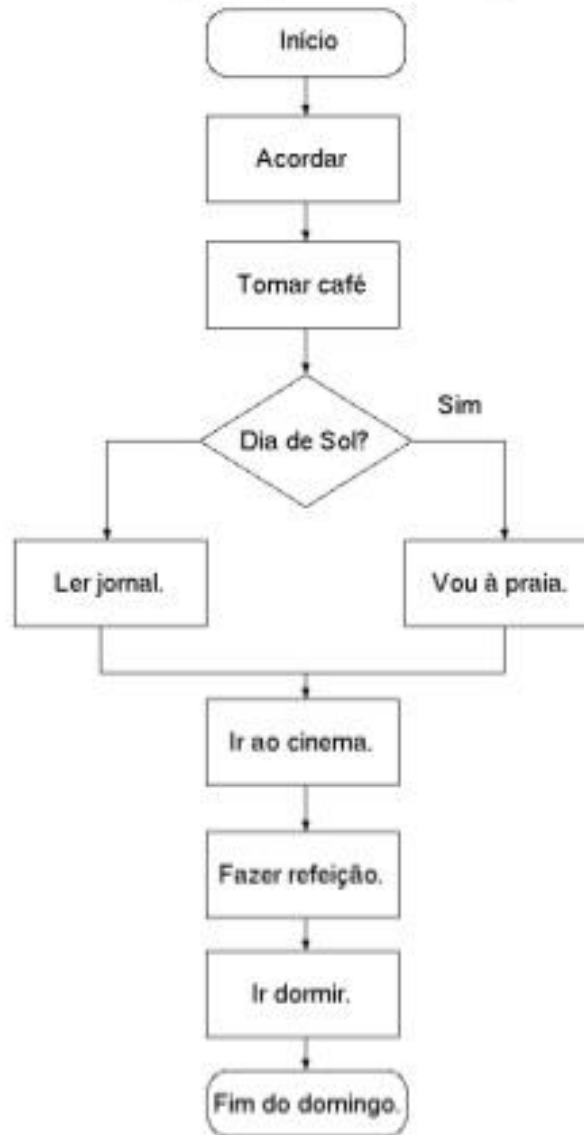 Início
Acordar
Tomar café
Sim
Dia de Sol?
Ler jornal.
Vou à praia.
Ir ao cinema.
Fazer refeição.
Ir dormir.
Fim do domingo.